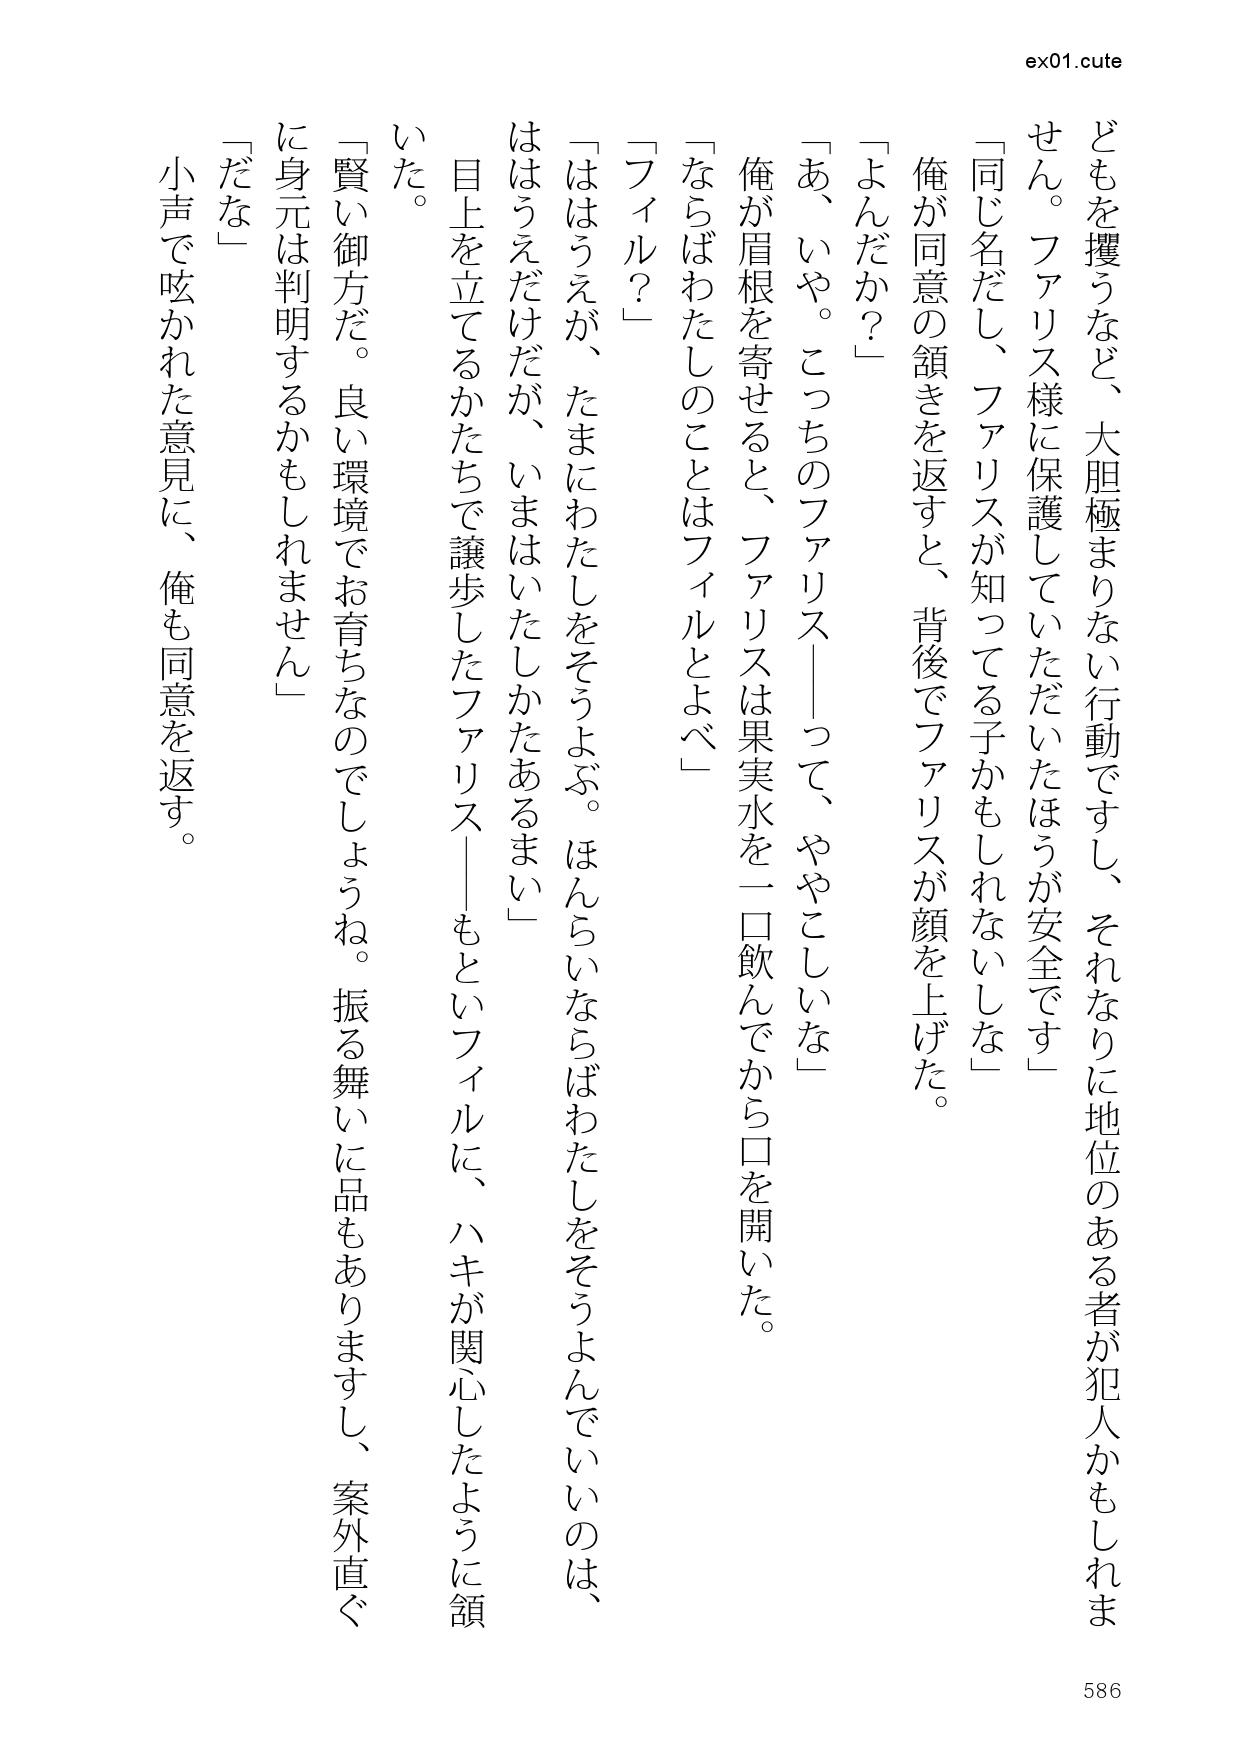 ex01.cute
どもを攫うなど、大胆極まりない行動ですし、それなりに地位のある者が犯人かもしれま
せん。ファリス様に保護していただいたほうが安全です」
「同じ名だし、ファリスが知ってる子かもしれないしな」
　俺が同意の頷きを返すと、背後でファリスが顔を上げた。
「よんだか？」
「あ、いや。こっちのファリス――って、ややこしいな」
　俺が眉根を寄せると、ファリスは果実水を一口飲んでから口を開いた。
「ならばわたしのことはフィルとよべ」
「フィル？」
「ははうえが、たまにわたしをそうよぶ。ほんらいならばわたしをそうよんでいいのは、
ははうえだけだが、いまはいたしかたあるまい」
　目上を立てるかたちで譲歩したファリス――もといフィルに、ハキが関心したように頷
いた。
「賢い御方だ。良い環境でお育ちなのでしょうね。振る舞いに品もありますし、案外直ぐ
に身元は判明するかもしれません」
「だな」
　小声で呟かれた意見に、俺も同意を返す。
586